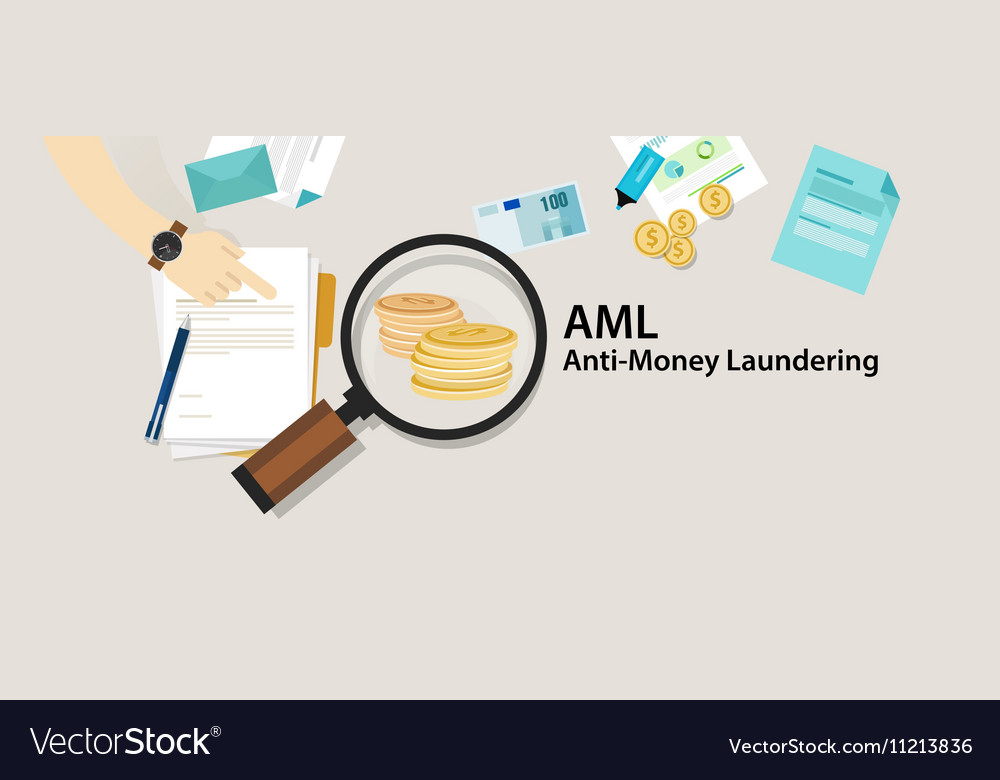 100
AML
Anti-Money Laundering
$
$
$
$
VectorStock®
VectorStock.com/11213836